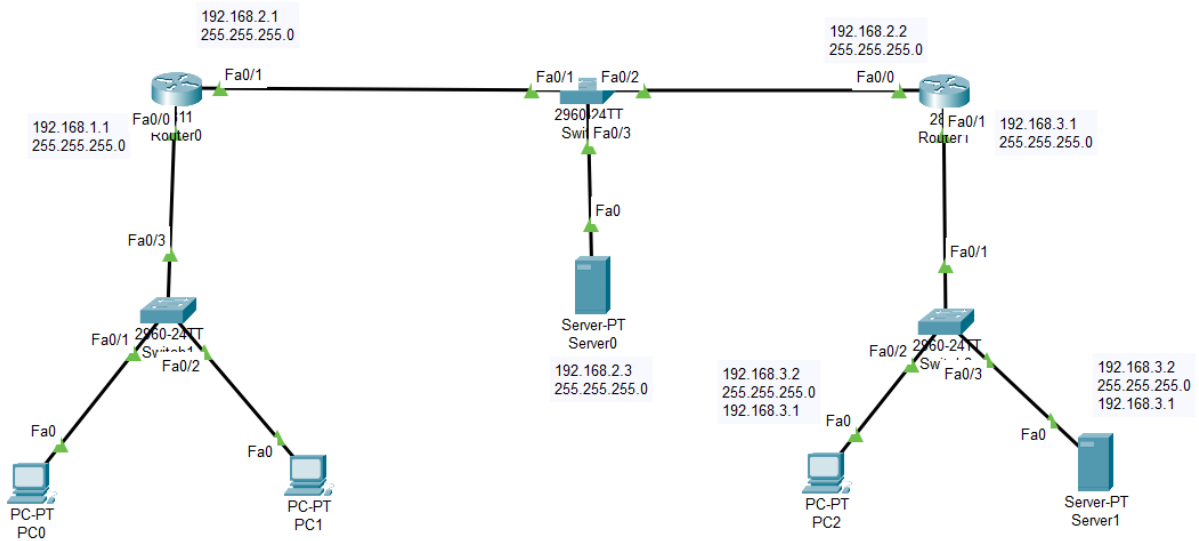 192.168.2.1
255.255.255.0
192.168.2.2
255.255.255.0
Fa0/1
Fa0/1
Fa0/2
Fa0/0
192.168.1.1
255.255.255.0
Fa0/0
11
Router0
2960-24TT
Fa0/3
Fa0/1
192.168.3.1
255.255.255.0
Fa0
Fa0/3
Fa0/1
Server-PT
Server0
192.168.2.3
255.255.255.0
Fa0/1
2960-24TT
Fa0/2
2960-24TT
Fa0/2
Fa0/3
192.168.3.2
255.255.255.0
192.168.3.1
192.168.3.2
255.255.255.0
192.168.3.1
Fa0
Fa0
Fa0
Fa0
PC-PT
PC0
PC-PT
PC1
PC-PT
PC2
Server-PT
Server1